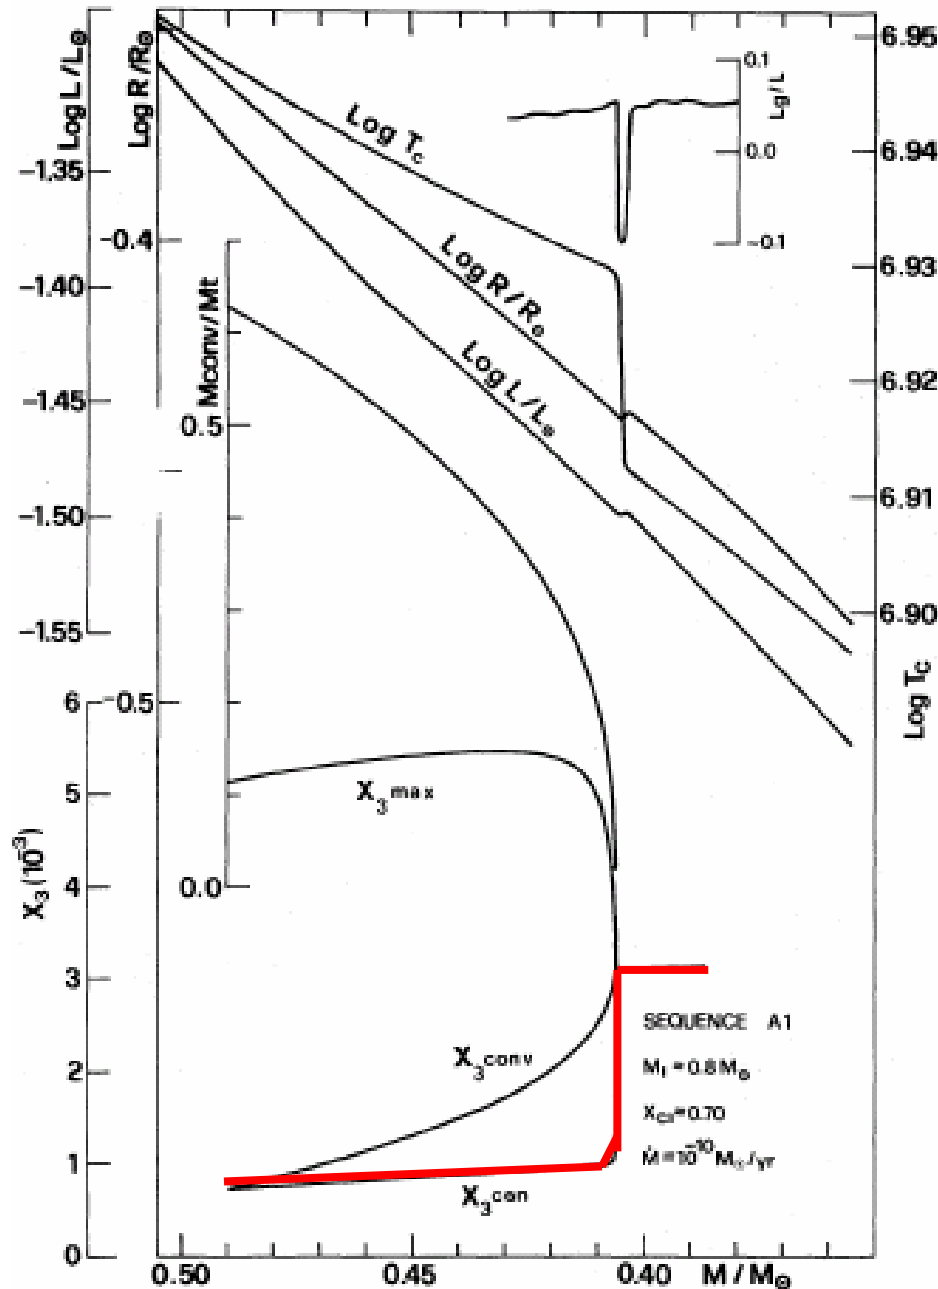 Log L/L⊙
Log R/R⊙
6.95
6.94
6.93
6.92
6.91
6.90
Log Tc
0.1
0.0
-0.1
Lg/L
Log Tc
Log R/R⊙
Log L/L⊙
-1.35
-1.40
-1.45
-1.50
-1.55
-0.4
-0.5
Mconv/Mt
0.5
0.0
6
5
4
3
2
1
0
X₃(10⁻³)
X₃max
X₃conv
X₃cen
SEQUENCE A1
M₁=0.8M⊙
=0.70
Ṁ=10⁻¹⁰M⊙/yr
0.50
0.45
0.40
M/M⊙